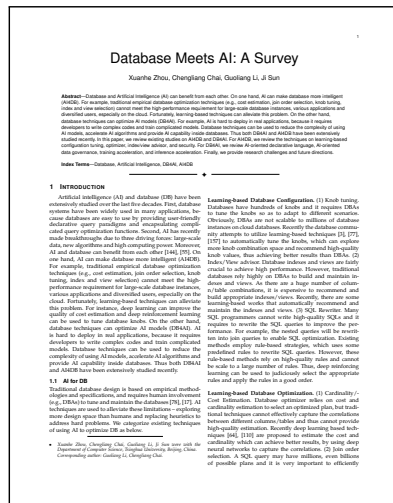 1
Database Meets AI: A Survey
Xuanhe Zhou, Chengliang Chai, Guoliang Li, Ji Sun
Abstract—Database and Artificial Intelligence (AI) can benefit from each other. On one hand, AI can make database more intelligent
(AI4DB). For example, traditional empirical database optimization techniques (e.g., cost estimation, join order selection, knob tuning,
index and view selection) cannot meet the high-performance requirement for large-scale database instances, various applications and
diversified users, especially on the cloud. Fortunately, learning-based techniques can alleviate this problem. On the other hand,
database techniques can optimize AI models (DB4AI). For example, AI is hard to deploy in real applications, because it requires
developers to write complex codes and train complicated models. Database techniques can be used to reduce the complexity of using
AI models, accelerate AI algorithms and provide AI capability inside databases. Thus both DB4AI and AI4DB have been extensively
studied recently. In this paper, we review existing studies on AI4DB and DB4AI. For AI4DB, we review the techniques on learning-based
configuration tuning, optimizer, index/view advisor, and security. For DB4AI, we review AI-oriented declarative language, AI-oriented
data governance, training acceleration, and inference acceleration. Finally, we provide research challenges and future directions.
Index Terms—Database, Artificial Intelligence, DB4AI, AI4DB
1 INTRODUCTION
Artificial intelligence (AI) and database (DB) have been
extensively studied over the last five decades. First, database
systems have been widely used in many applications, be-
cause databases are easy to use by providing user-friendly
declarative query paradigms and encapsulating compli-
cated query optimization functions. Second, AI has recently
made breakthroughs due to three driving forces: large-scale
data, new algorithms and high computing power. Moreover,
AI and database can benefit from each other [144], [55]. On
one hand, AI can make database more intelligent (AI4DB).
For example, traditional empirical database optimization
techniques (e.g., cost estimation, join order selection, knob
tuning, index and view selection) cannot meet the high-
performance requirement for large-scale database instances,
various applications and diversified users, especially on the
cloud. Fortunately, learning-based techniques can alleviate
this problem. For instance, deep learning can improve the
quality of cost estimation and deep reinforcement learning
can be used to tune database knobs. On the other hand,
database techniques can optimize AI models (DB4AI). AI
is hard to deploy in real applications, because it requires
developers to write complex codes and train complicated
models. Database techniques can be used to reduce the
complexity of using AI models, accelerate AI algorithms and
provide AI capability inside databases. Thus both DB4AI
and AI4DB have been extensively studied recently.
1.1 AI for DB
Traditional database design is based on empirical method-
ologies and specifications, and requires human involvement
(e.g., DBAs) to tune and maintain the databases [78], [17]. AI
techniques are used to alleviate these limitations – exploring
more design space than humans and replacing heuristics to
address hard problems. We categorize existing techniques
of using AI to optimize DB as below.
• Xuanhe Zhou, Chengliang Chai, Guoliang Li, Ji Sun were with the
Department of Computer Science, Tsinghua University, Beijing, China.
Corresponding author: Guoliang Li, Chengliang Chai.
Learning-based Database Configuration. (1) Knob tuning.
Databases have hundreds of knobs and it requires DBAs
to tune the knobs so as to adapt to different scenarios.
Obviously, DBAs are not scalable to millions of database
instances on cloud databases. Recently the database commu-
nity attempts to utilize learning-based techniques [3], [77],
[157] to automatically tune the knobs, which can explore
more knob combination space and recommend high-quality
knob values, thus achieving better results than DBAs. (2)
Index/View advisor. Database indexes and views are fairly
crucial to achieve high performance. However, traditional
databases rely highly on DBAs to build and maintain in-
dexes and views. As there are a huge number of colum-
n/table combinations, it is expensive to recommend and
build appropriate indexes/views. Recently, there are some
learning-based works that automatically recommend and
maintain the indexes and views. (3) SQL Rewriter. Many
SQL programmers cannot write high-quality SQLs and it
requires to rewrite the SQL queries to improve the per-
formance. For example, the nested queries will be rewrit-
ten into join queries to enable SQL optimization. Existing
methods employ rule-based strategies, which uses some
predefined rules to rewrite SQL queries. However, these
rule-based methods rely on high-quality rules and cannot
be scale to a large number of rules. Thus, deep reinforcing
learning can be used to judiciously select the appropriate
rules and apply the rules in a good order.
Learning-based Database Optimization. (1) Cardinality/-
Cost Estimation. Database optimizer relies on cost and
cardinality estimation to select an optimized plan, but tradi-
tional techniques cannot effectively capture the correlations
between different columns/tables and thus cannot provide
high-quality estimation. Recently deep learning based tech-
niques [64], [110] are proposed to estimate the cost and
cardinality which can achieve better results, by using deep
neural networks to capture the correlations. (2) Join order
selection. A SQL query may have millions, even billions
of possible plans and it is very important to efficiently